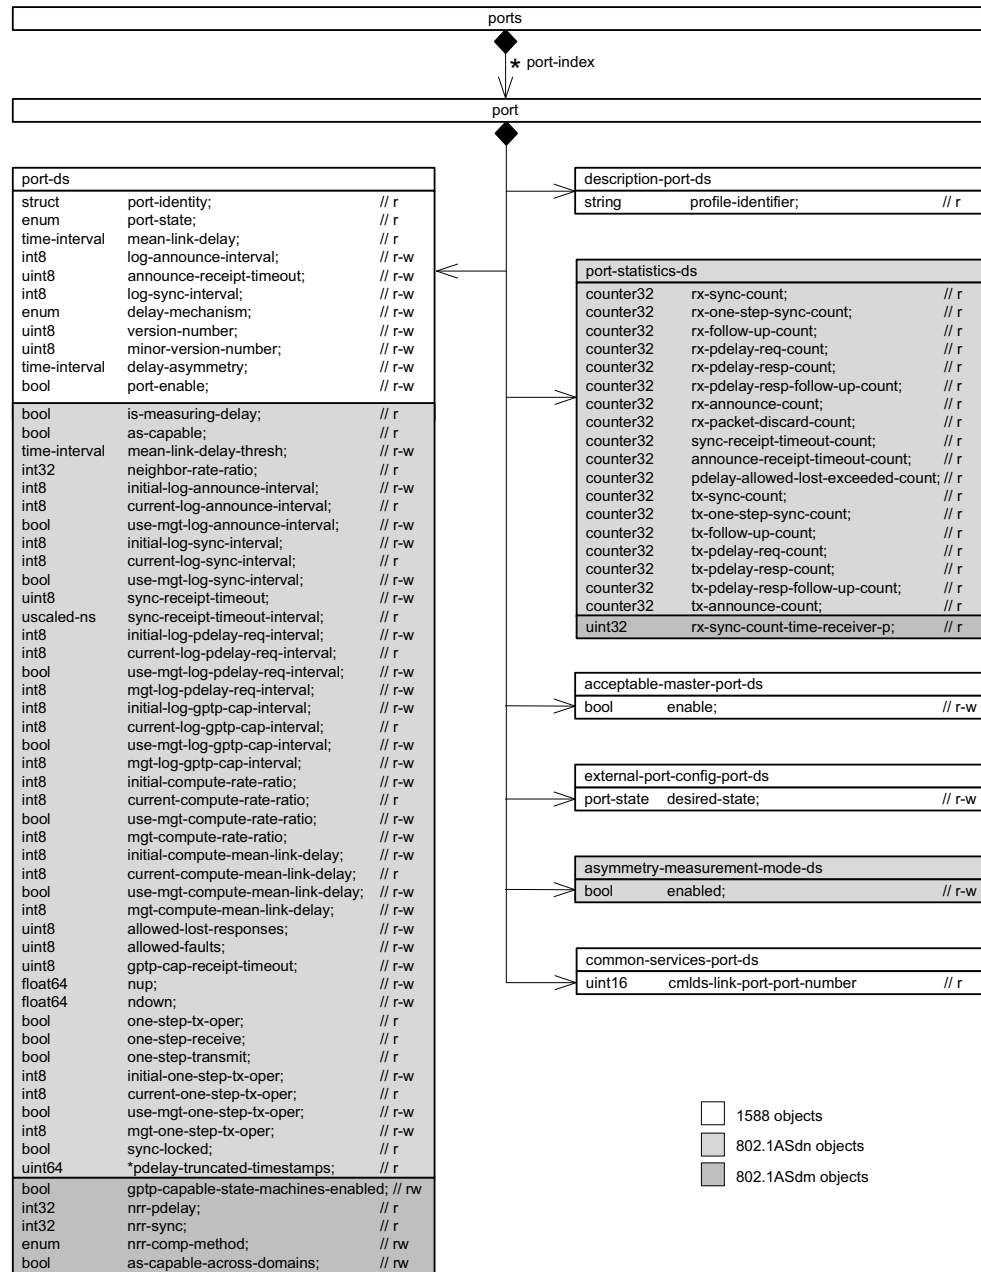 ports
* port-index
port
port-ds
struct port-identity; // r
enum port-state; // r
time-interval mean-link-delay; // r
int8 log-announce-interval; // r-w
uint8 announce-receipt-timeout; // r-w
int8 log-sync-interval; // r-w
enum delay-mechanism; // r-w
uint8 version-number; // r-w
uint8 minor-version-number; // r-w
time-interval delay-asymmetry; // r-w
bool port-enable; // r-w
bool is-measuring-delay; // r
bool as-capable; // r
time-interval mean-link-delay-thresh; // r-w
int32 neighbor-rate-ratio; // r
int8 initial-log-announce-interval; // r-w
int8 current-log-announce-interval; // r
bool use-mgt-log-announce-interval; // r-w
int8 initial-log-sync-interval; // r-w
int8 current-log-sync-interval; // r
bool use-mgt-log-sync-interval; // r-w
uint8 sync-receipt-timeout; // r-w
uscaled-ns sync-receipt-timeout-interval; // r
int8 initial-log-pdelay-req-interval; // r-w
int8 current-log-pdelay-req-interval; // r
bool use-mgt-log-pdelay-req-interval; // r-w
int8 mgt-log-pdelay-req-interval; // r-w
int8 initial-log-gptp-cap-interval; // r-w
int8 current-log-gptp-cap-interval; // r
bool use-mgt-log-gptp-cap-interval; // r-w
int8 mgt-log-gptp-cap-interval; // r-w
int8 initial-compute-rate-ratio; // r-w
int8 current-compute-rate-ratio; // r
bool use-mgt-compute-rate-ratio; // r-w
int8 mgt-compute-rate-ratio; // r-w
int8 initial-compute-mean-link-delay; // r-w
int8 current-compute-mean-link-delay; // r
bool use-mgt-compute-mean-link-delay; // r-w
int8 mgt-compute-mean-link-delay; // r-w
uint8 allowed-lost-responses; // r-w
uint8 allowed-faults; // r-w
uint8 gptp-cap-receipt-timeout; // r-w
float64 nup; // r-w
float64 ndown; // r-w
bool one-step-tx-oper; // r
bool one-step-receive; // r
bool one-step-transmit; // r
int8 initial-one-step-tx-oper; // r-w
int8 current-one-step-tx-oper; // r
bool use-mgt-one-step-tx-oper; // r-w
int8 mgt-one-step-tx-oper; // r-w
bool sync-locked; // r
uint64 *pdelay-truncated-timestamps; // r
bool gptp-capable-state-machines-enabled; // rw
int32 nrr-pdelay; // r
int32 nrr-sync; // r
enum nrr-comp-method; // rw
bool as-capable-across-domains; // rw
description-port-ds
string profile-identifier; // r
port-statistics-ds
counter32 rx-sync-count; // r
counter32 rx-one-step-sync-count; // r
counter32 rx-follow-up-count; // r
counter32 rx-pdelay-req-count; // r
counter32 rx-pdelay-resp-count; // r
counter32 rx-pdelay-resp-follow-up-count; // r
counter32 rx-announce-count; // r
counter32 rx-packet-discard-count; // r
counter32 sync-receipt-timeout-count; // r
counter32 announce-receipt-timeout-count; // r
counter32 pdelay-allowed-lost-exceeded-count; // r
counter32 tx-sync-count; // r
counter32 tx-one-step-sync-count; // r
counter32 tx-follow-up-count; // r
counter32 tx-pdelay-req-count; // r
counter32 tx-pdelay-resp-count; // r
counter32 tx-pdelay-resp-follow-up-count; // r
counter32 tx-announce-count; // r
uint32 rx-sync-count-time-receiver-p; // r
acceptable-master-port-ds
bool enable; // r-w
external-port-config-port-ds
port-state desired-state; // r-w
asymmetry-measurement-mode-ds
bool enabled; // r-w
common-services-port-ds
uint16 cmlds-link-port-port-number // r
1588 objects
802.1ASdn objects
802.1ASdm objects